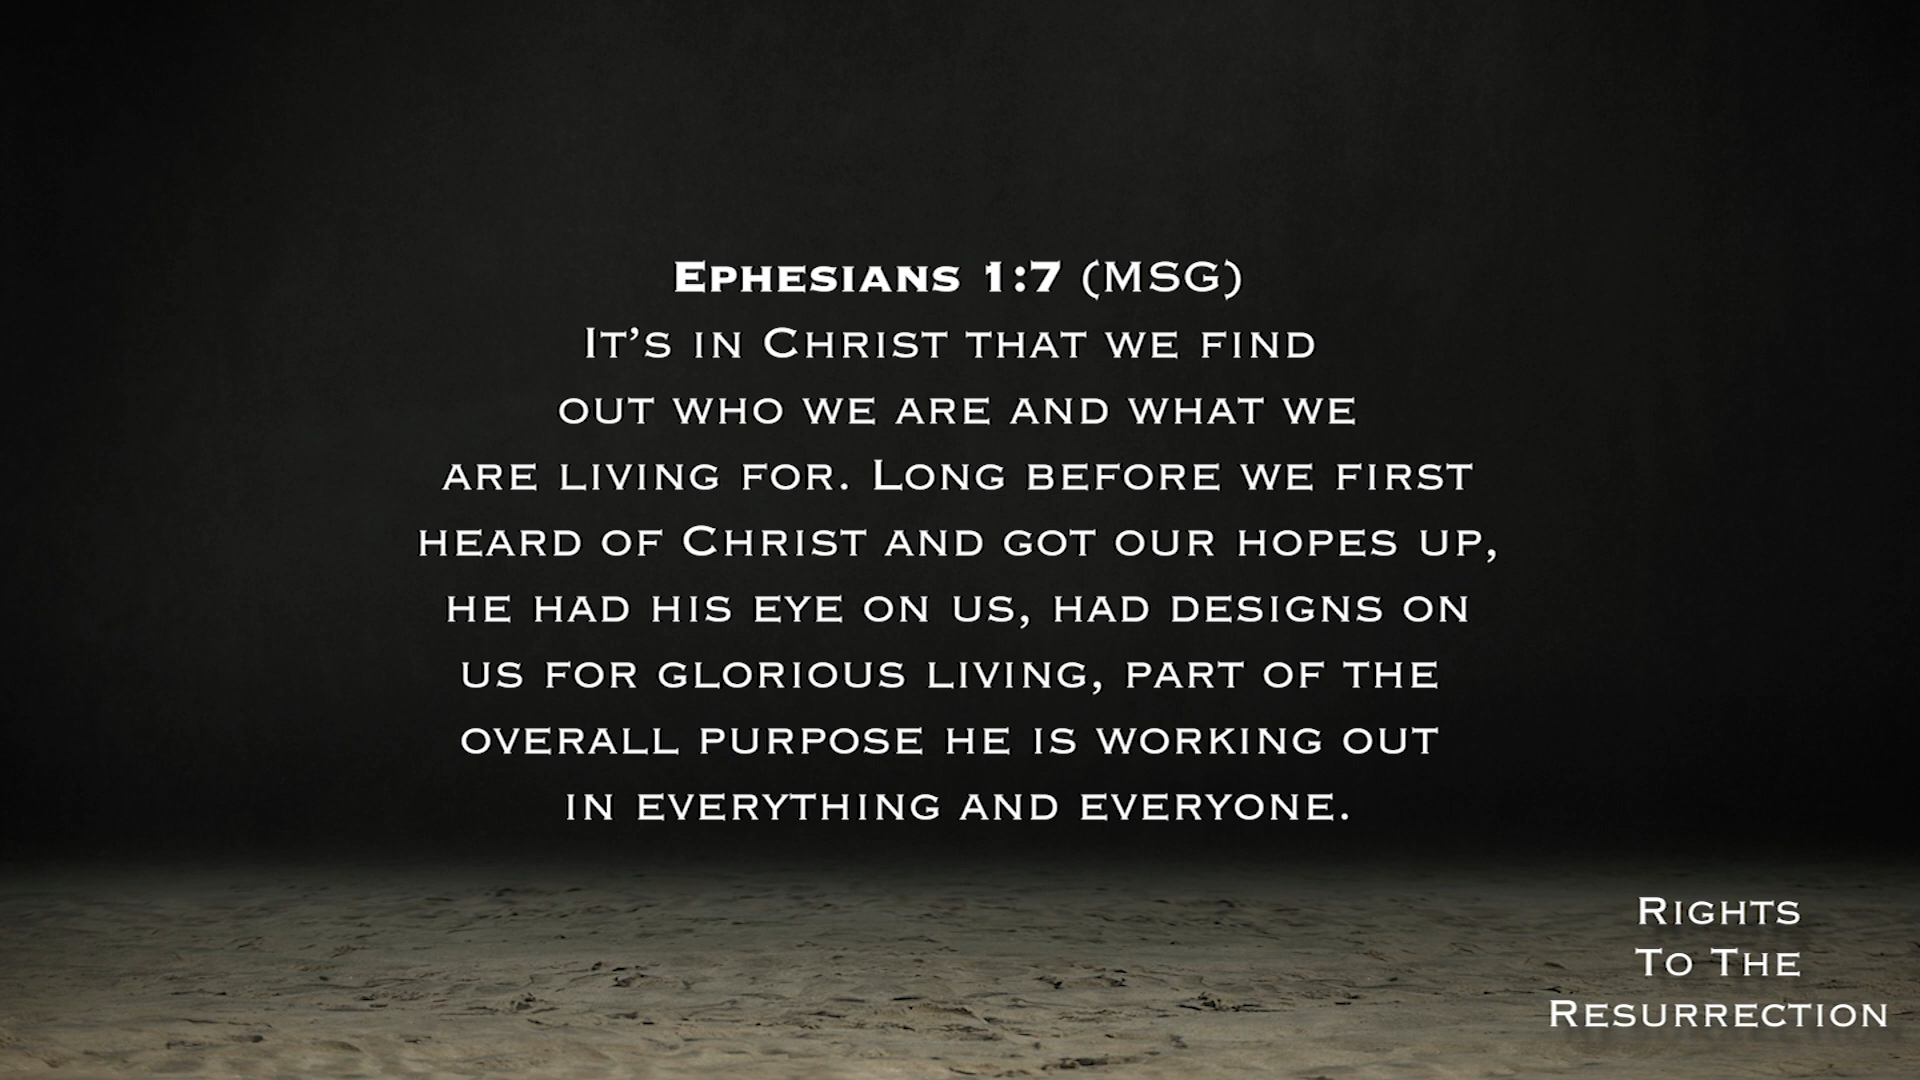 Ephesians 1:7 (MSG)
It’s in Christ that we find
out who we are and what we
are living for. Long before we first
heard of Christ and got our hopes up,
he had his eye on us, had designs on
us for glorious living, part of the
overall purpose he is working out
in everything and everyone.
Rights
To The
Resurrection